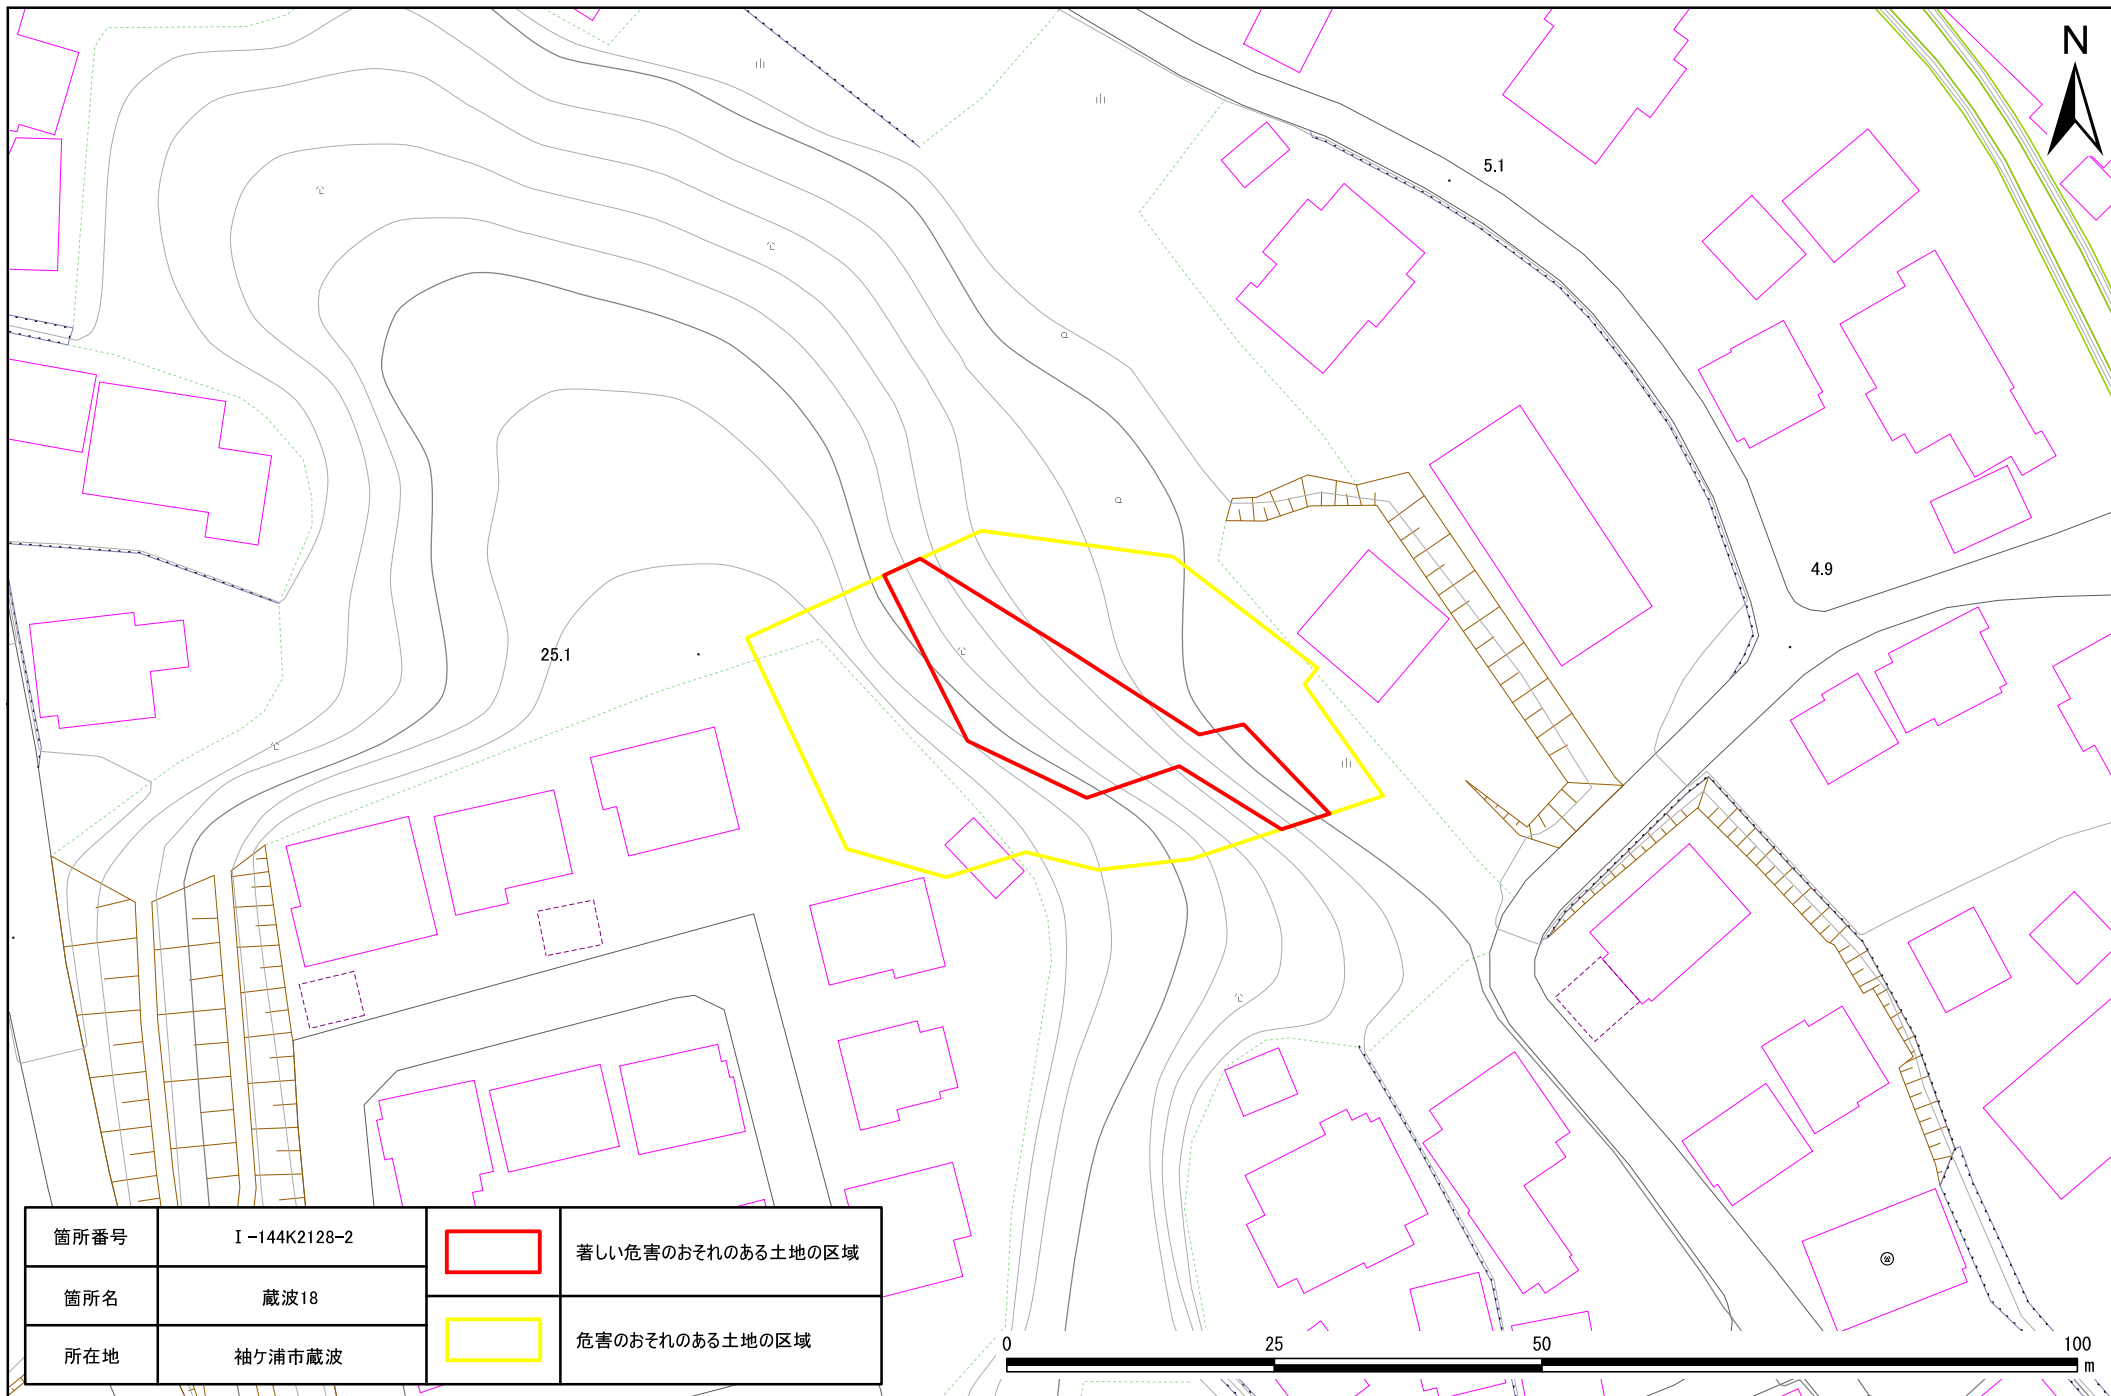 N
5.1
4.9
25.1
箇所番号 Ⅰ-144K2128-2
箇所名 蔵波18
所在地 袖ケ浦市蔵波
著しい危害のおそれのある土地の区域
危害のおそれのある土地の区域
0 25 50 100
m